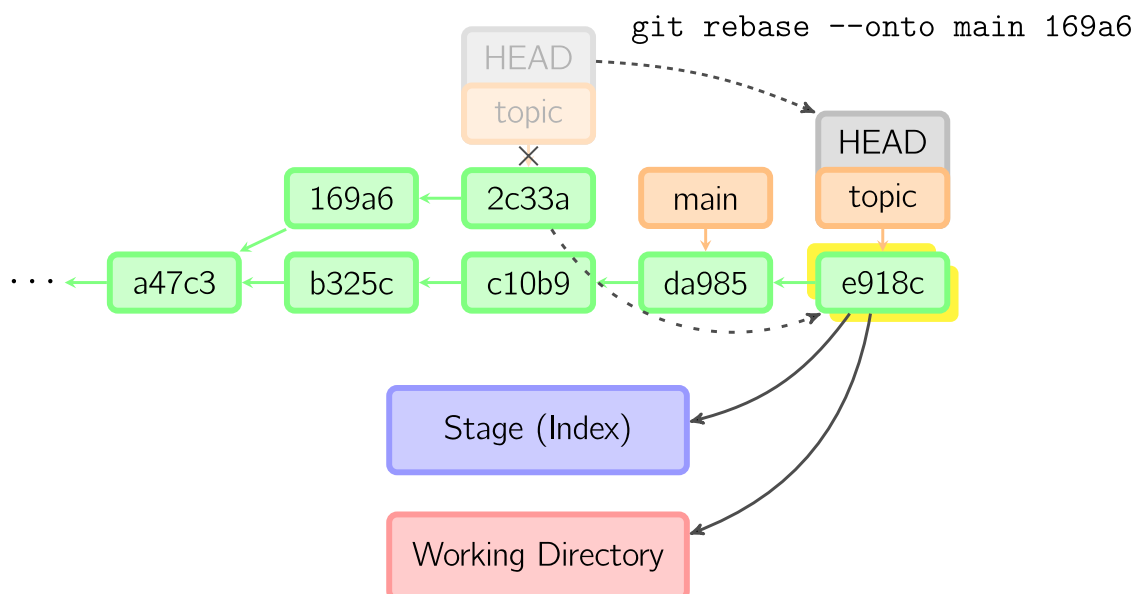 git rebase --onto main 169a6
HEAD
topic
HEAD
169a6
2c33a
main
topic
...
a47c3
b325c
c10b9
da985
e918c
Stage (Index)
Working Directory